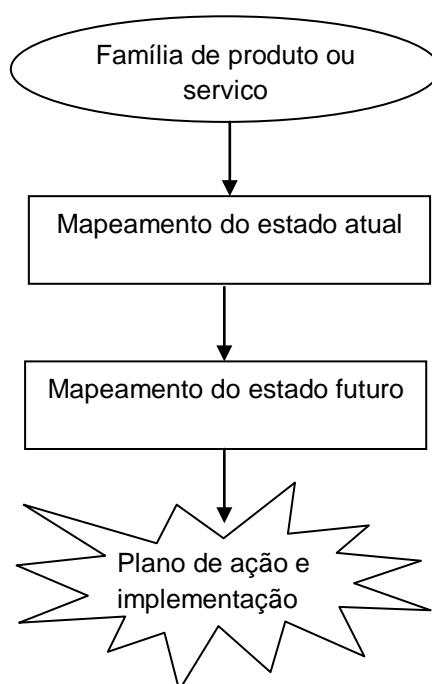 Família de produto ou
servico
Mapeamento do estado atual
Mapeamento do estado futuro
Plano de ação e
implementação